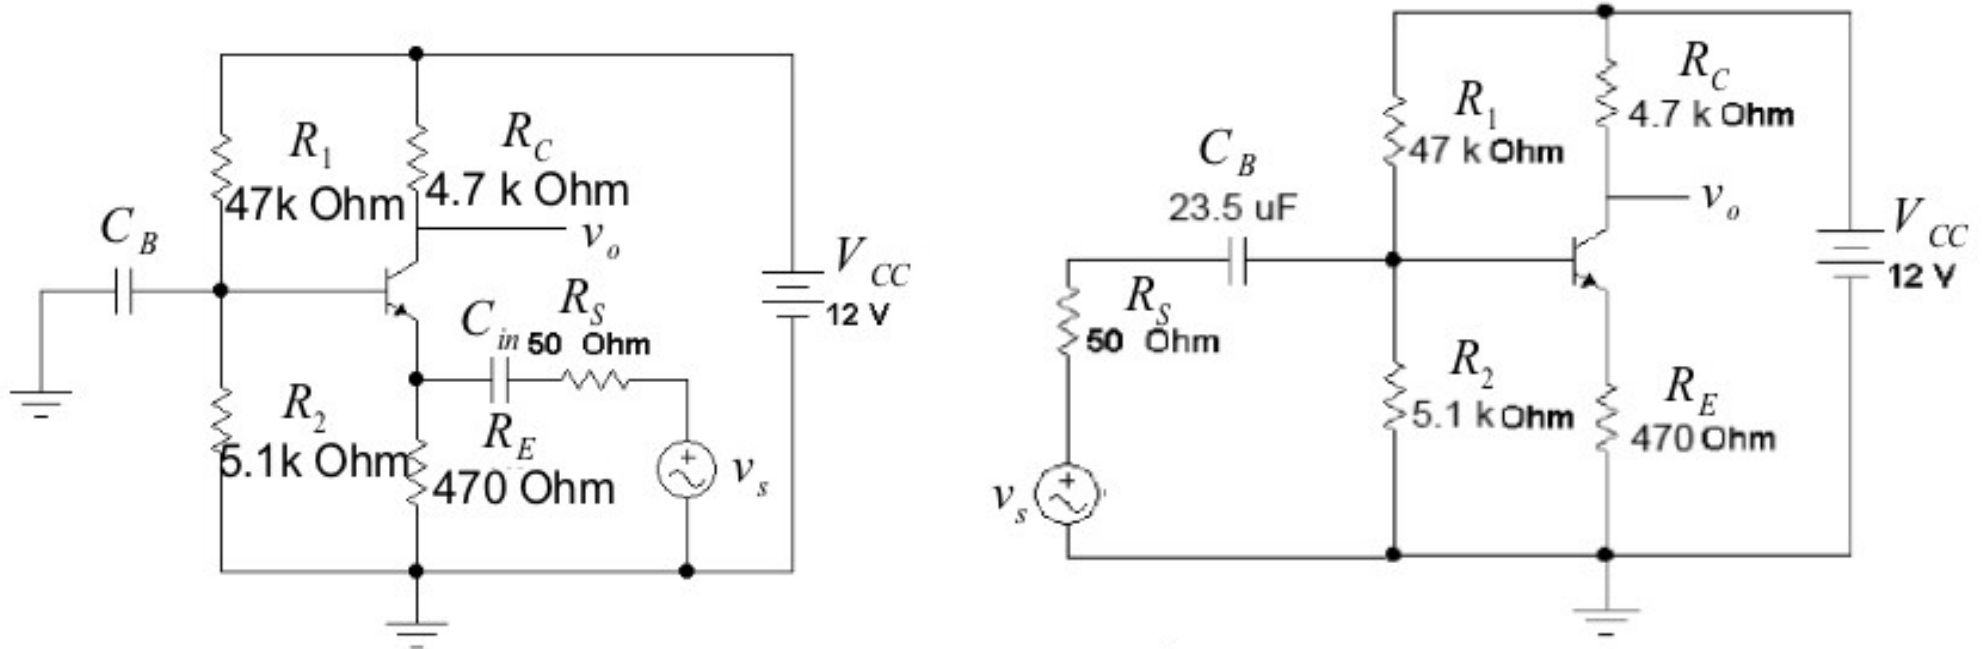 R1
47k Ohm
RC
4.7 k Ohm
CB
vo
VCC
12 V
Cin
RS
50 Ohm
R2
5.1k Ohm
RE
470 Ohm
vs
RC
4.7 k Ohm
R1
47 k Ohm
CB
23.5 uF
vo
VCC
12 V
RS
50 Ohm
R2
5.1 k Ohm
RE
470 Ohm
vs